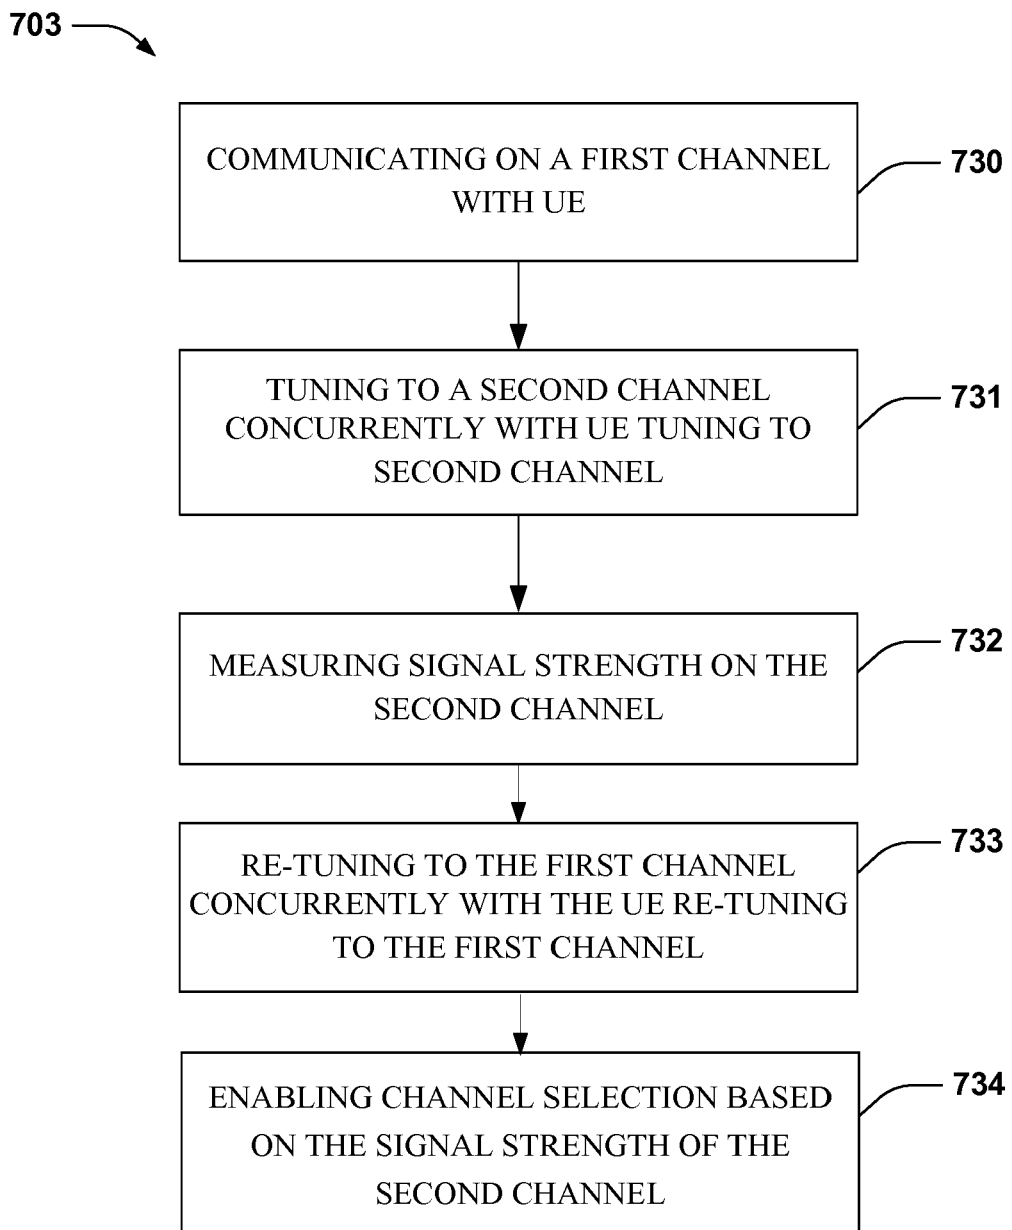 703
COMMUNICATING ON A FIRST CHANNEL
WITH UE
730
TUNING TO A SECOND CHANNEL
CONCURRENTLY WITH UE TUNING TO
SECOND CHANNEL
731
MEASURING SIGNAL STRENGTH ON THE
SECOND CHANNEL
732
RE-TUNING TO THE FIRST CHANNEL
CONCURRENTLY WITH THE UE RE-TUNING
TO THE FIRST CHANNEL
733
ENABLING CHANNEL SELECTION BASED
ON THE SIGNAL STRENGTH OF THE
SECOND CHANNEL
734